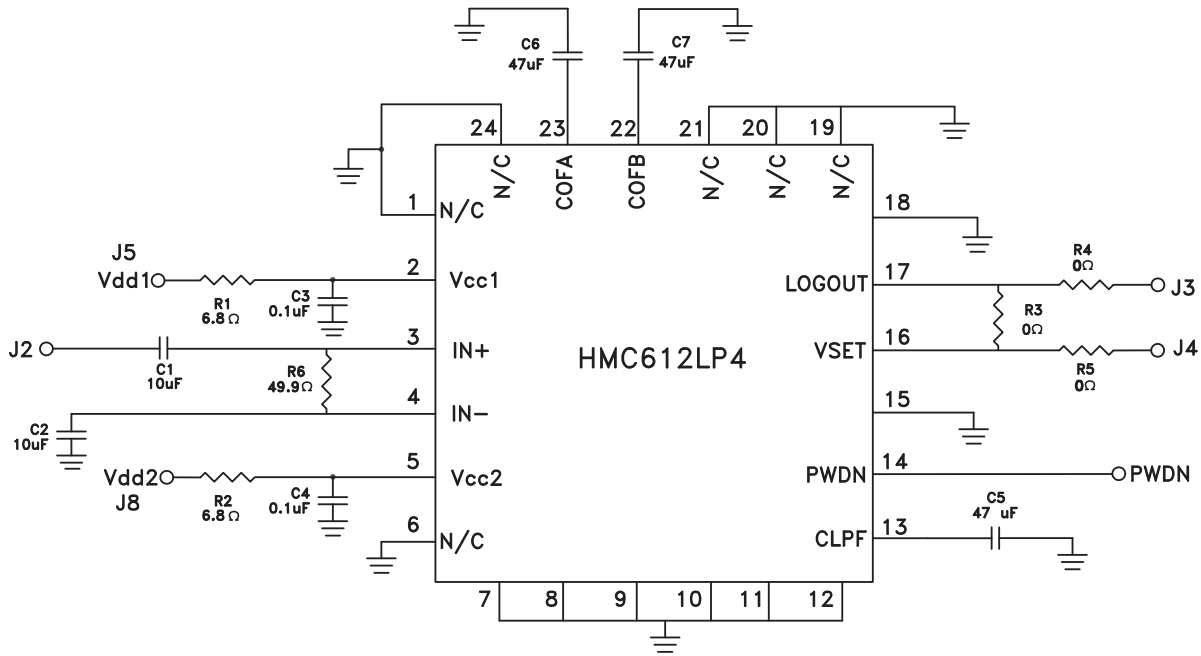 C6
47uF
C7
47uF
24
23
22
21
20
19
N/C
COFA
COFB
N/C
N/C
N/C
1
N/C
18
J5
Vdd1
R1
6.8Ω
C3
0.1uF
2
Vcc1
LOGOUT
17
R4
0Ω
J3
R3
0Ω
J2
C1
10uF
R6
49.9Ω
3
IN+
HMC612LP4
VSET
16
R5
0Ω
J4
C2
10uF
4
IN-
15
Vdd2
J8
R2
6.8Ω
C4
0.1uF
5
Vcc2
PWDN
14
PWDN
6
N/C
CLPF
13
C5
47 uF
7
8
9
10
11
12